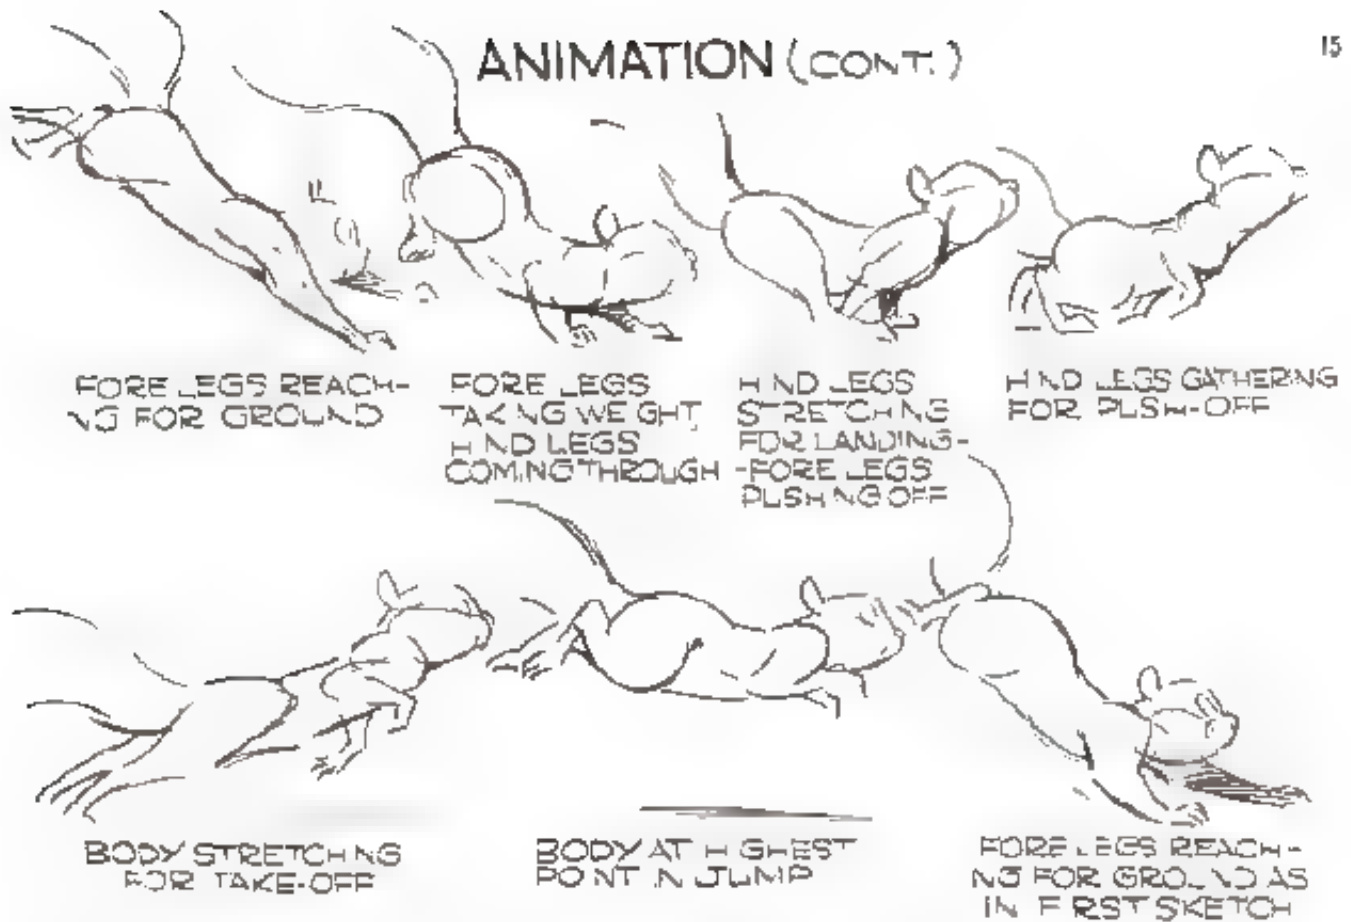 ANIMATION (CONT.)
15
FORE LEGS REACH-
ING FOR GROUND
FORE LEGS
TAKING WEIGHT,
HIND LEGS
COMING THROUGH
HIND LEGS
STRETCHING
FOR LANDING-
-FORE LEGS
PUSHING OFF
HIND LEGS GATHERING
FOR PUSH-OFF
BODY STRETCHING
FOR TAKE-OFF
BODY AT HIGHEST
POINT IN JUMP
FORE LEGS REACH-
ING FOR GROUND AS
IN FIRST SKETCH